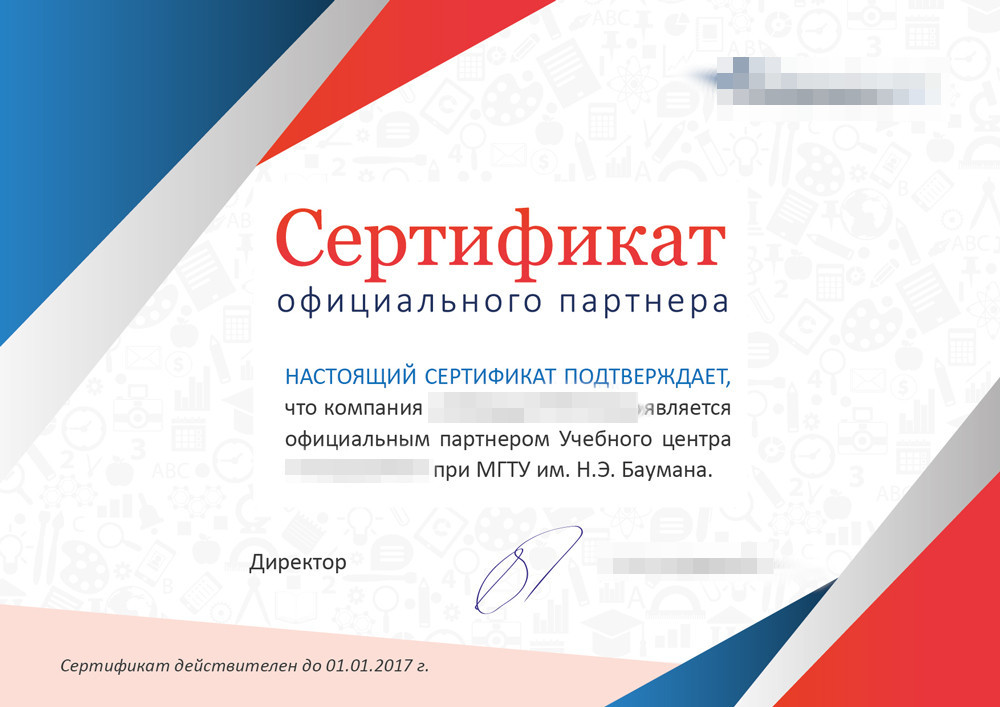 Сертификат
официального партнера
НАСТОЯЩИЙ СЕРТИФИКАТ ПОДТВЕРЖДАЕТ,
что компания является
официальным партнером Учебного центра
при МГТУ им. Н.Э. Баумана.
Директор
Сертификат действителен до 01.01.2017 г.